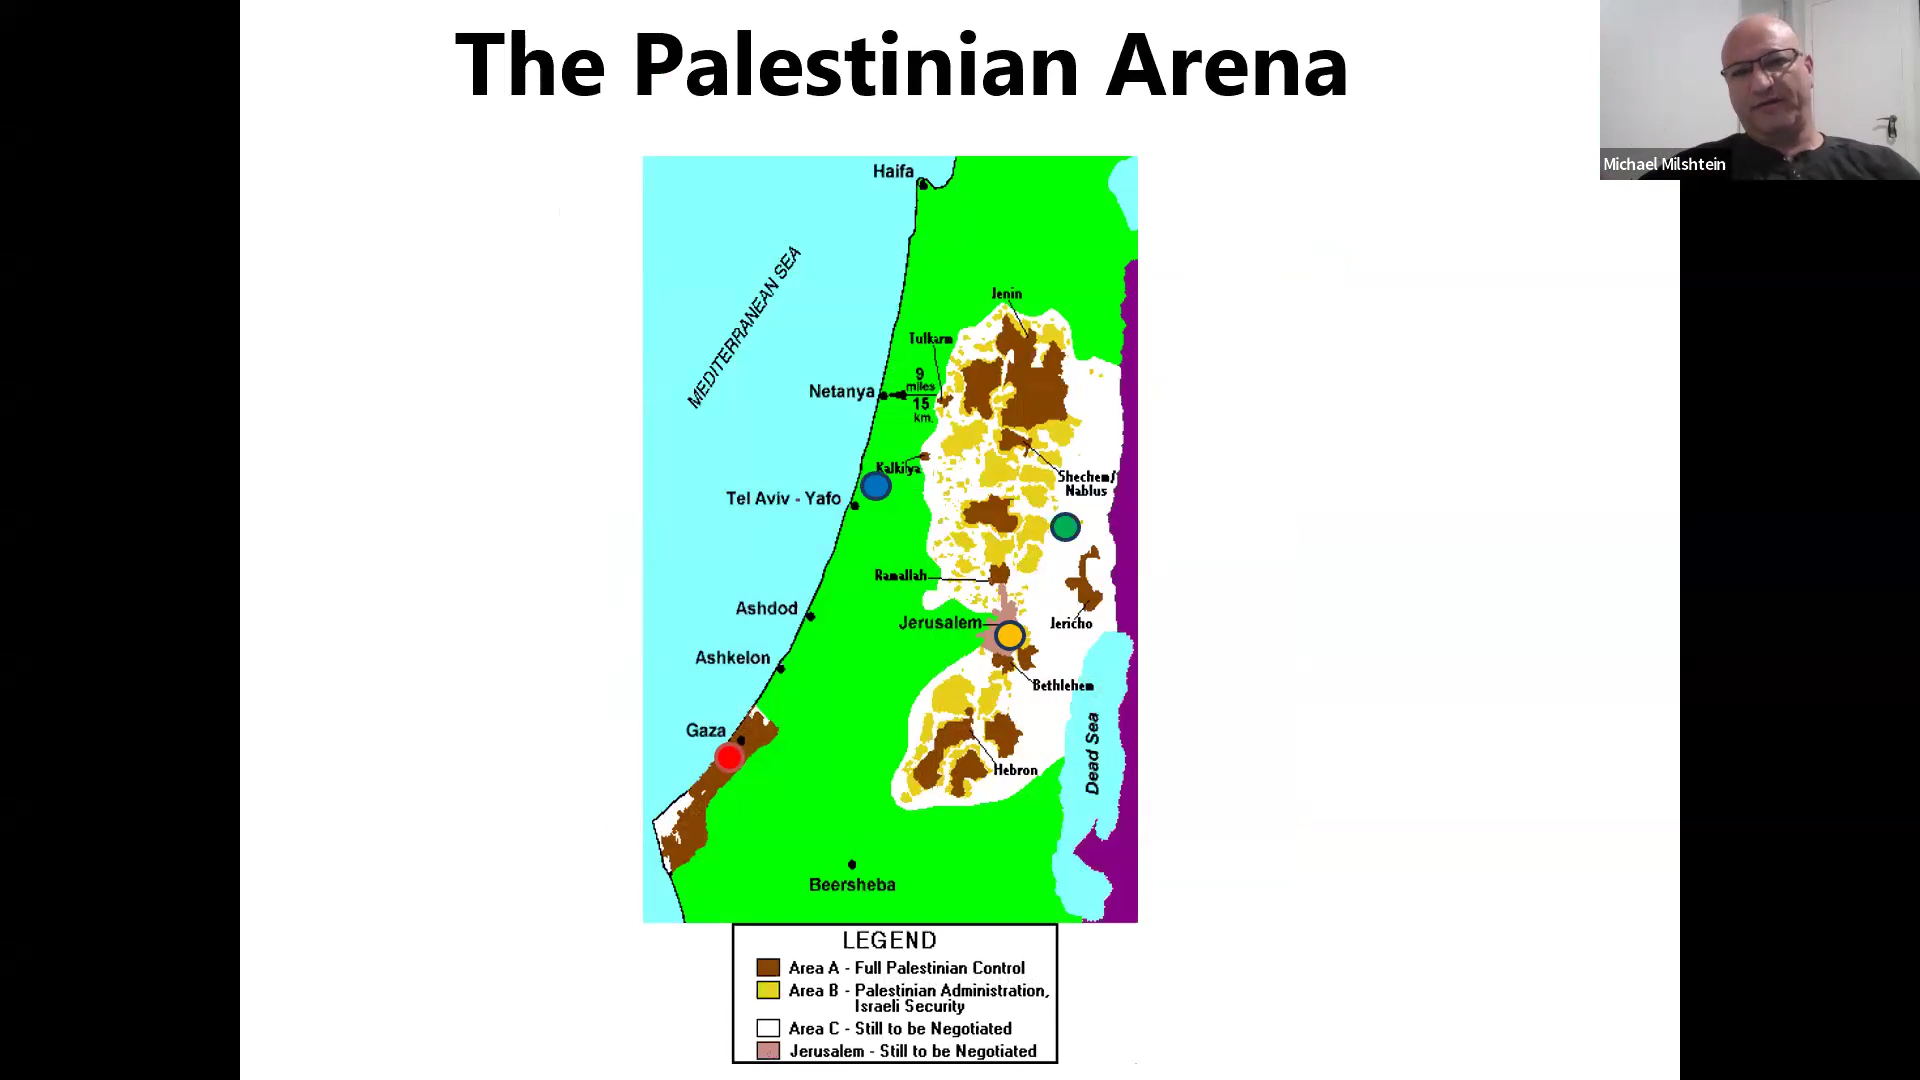 The Palestinian Arena
Michael Milshtein
Haifa
MEDITERRANEAN SEA
Jenin
Tulkarm
9
miles
Netanya
15
km.
Kalkilya
Shechem/
Nablus
Tel Aviv - Yafo
Ramallah
Ashdod
Jerusalem
Jericho
Ashkelon
Bethlehem
Gaza
Dead Sea
Hebron
Beersheba
LEGEND
Area A - Full Palestinian Control
Area B - Palestinian Administration,
Israeli Security
Area C - Still to be Negotiated
Jerusalem - Still to be Negotiated